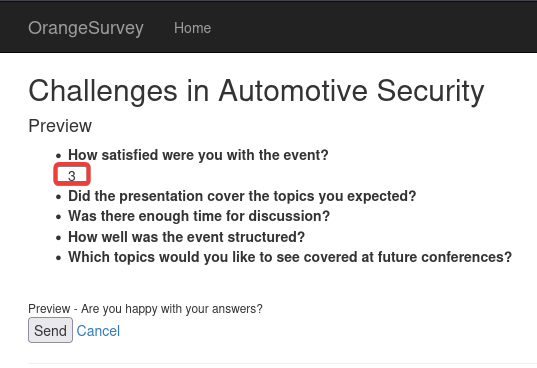 OrangeSurvey Home
Challenges in Automotive Security
Preview
• How satisfied were you with the event?
3
• Did the presentation cover the topics you expected?
• Was there enough time for discussion?
• How well was the event structured?
• Which topics would you like to see covered at future conferences?
Preview - Are you happy with your answers?
Send Cancel